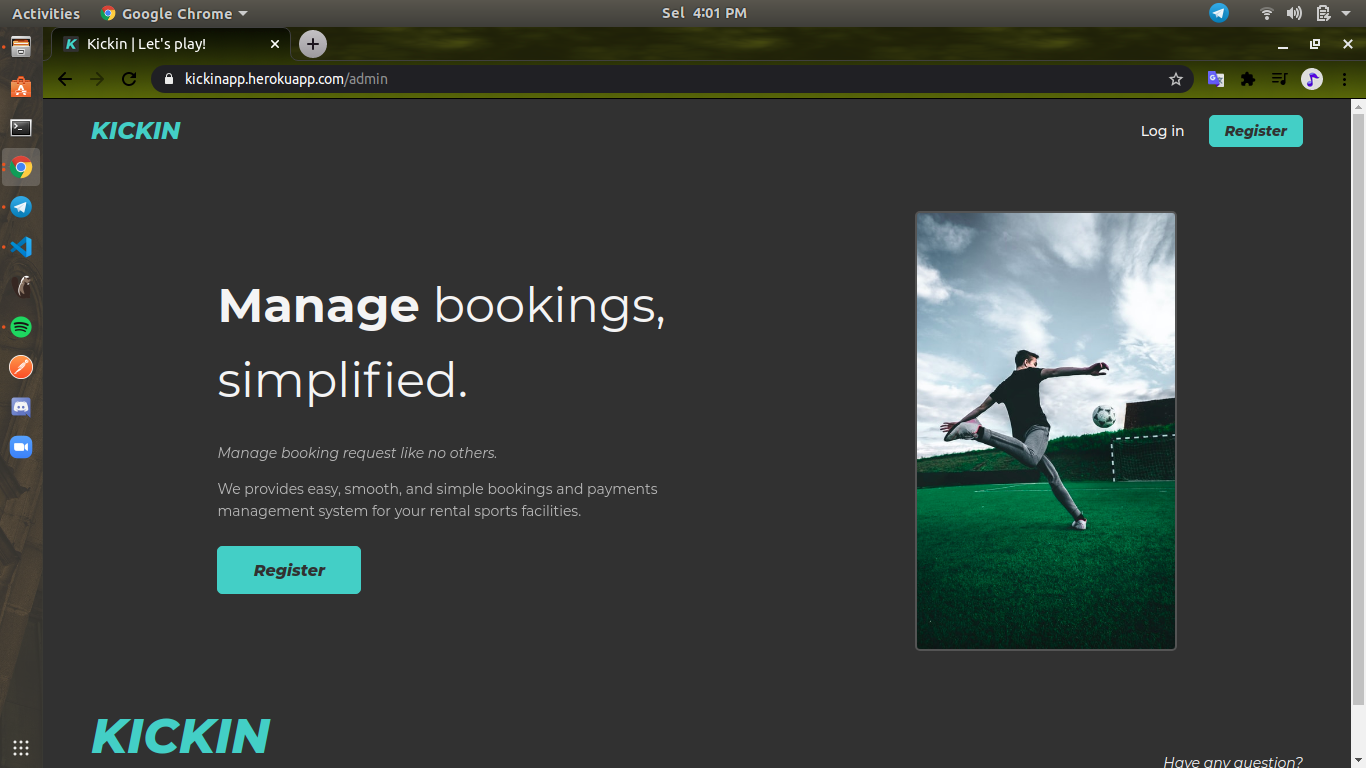 Activities
Google Chrome
Sel 4:01 PM
K
Kickin | Let's play!
kickinapp.herokuapp.com/admin
KICKIN
Log in
Register
Manage bookings,
simplified.
Manage booking request like no others.
We provides easy, smooth, and simple bookings and payments
management system for your rental sports facilities.
Register
KICKIN
Have any question?